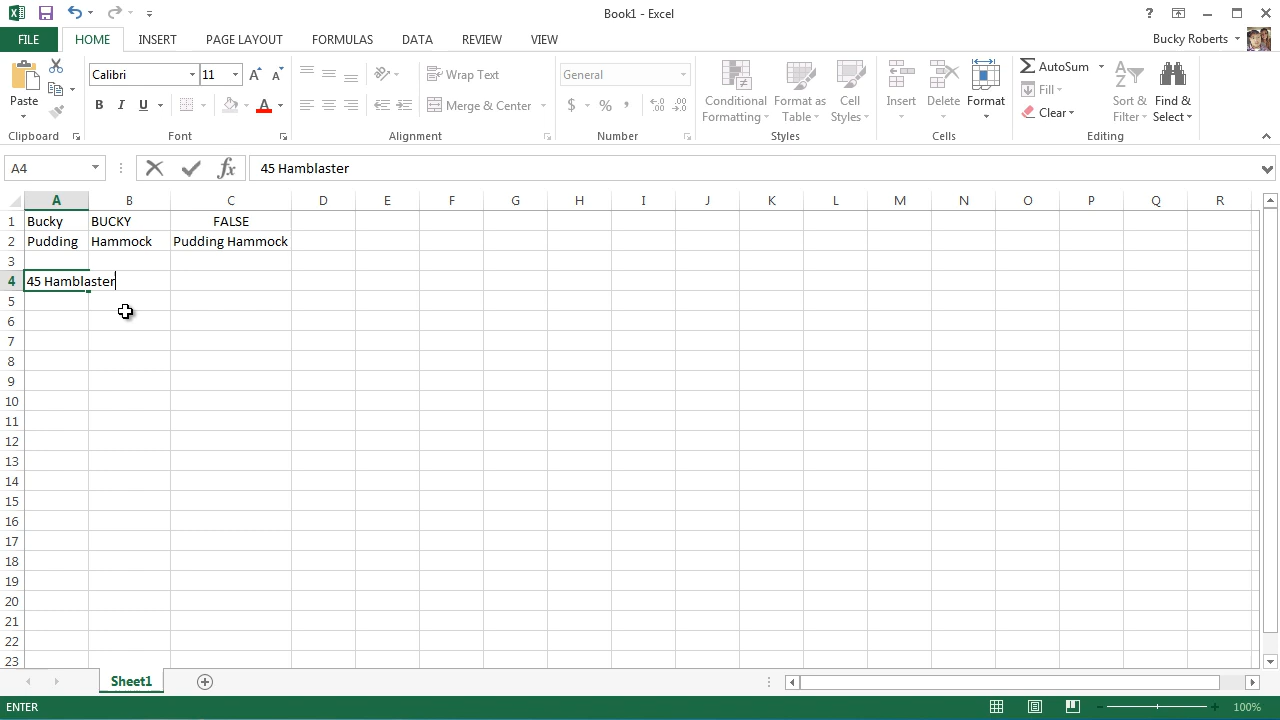 Book1 - Excel
FILE HOME INSERT PAGE LAYOUT FORMULAS DATA REVIEW VIEW Bucky Roberts
Calibri 11 Wrap Text General AutoSum
Fill
Paste B I U Merge & Center $ % , Conditional Format as Cell Insert Delete Format Clear Sort & Find &
Formatting Table Styles Filter Select
Clipboard Font Alignment Number Styles Cells Editing
A4 fx 45 Hamblaster
A B C D E F G H I J K L M N O P Q R
1 Bucky BUCKY FALSE
2 Pudding Hammock Pudding Hammock
3
4 45 Hamblaster
5
6
7
8
9
10
11
12
13
14
15
16
17
18
19
20
21
22
23
Sheet1
ENTER 100%